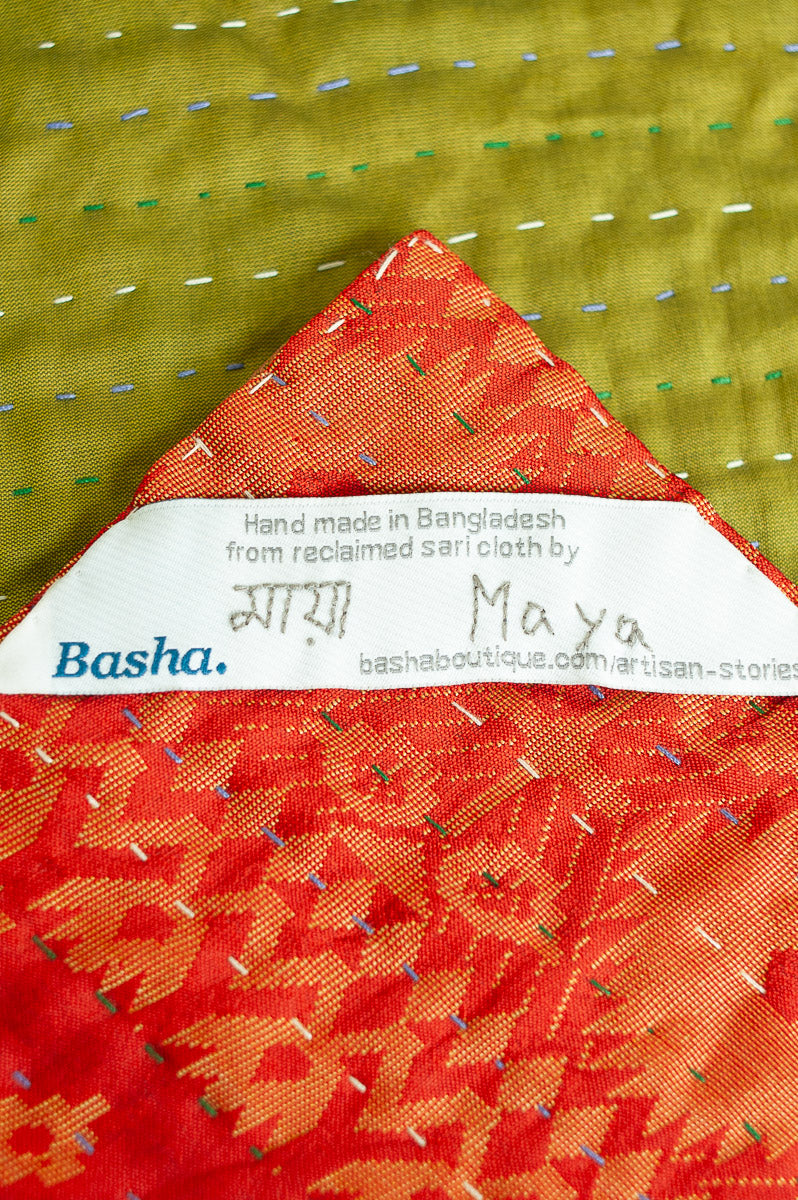 Hand made in Bangladesh
from reclaimed sari cloth by
মায়া Maya
Basha.
bashaboutique.com/artisan-stories